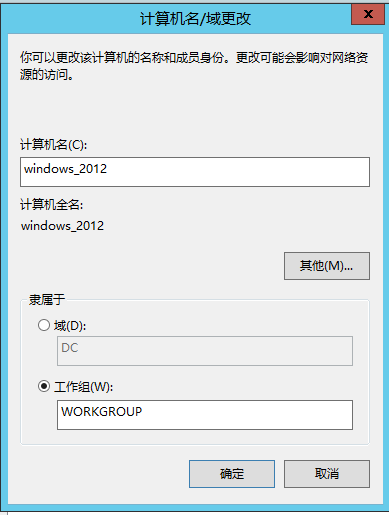 计算机名/域更改
x
你可以更改该计算机的名称和成员身份。更改可能会影响对网络资
源的访问。
计算机名(C):
windows_2012
计算机全名:
windows_2012
其他(M)...
隶属于
域(D):
DC
工作组(W):
WORKGROUP
确定
取消